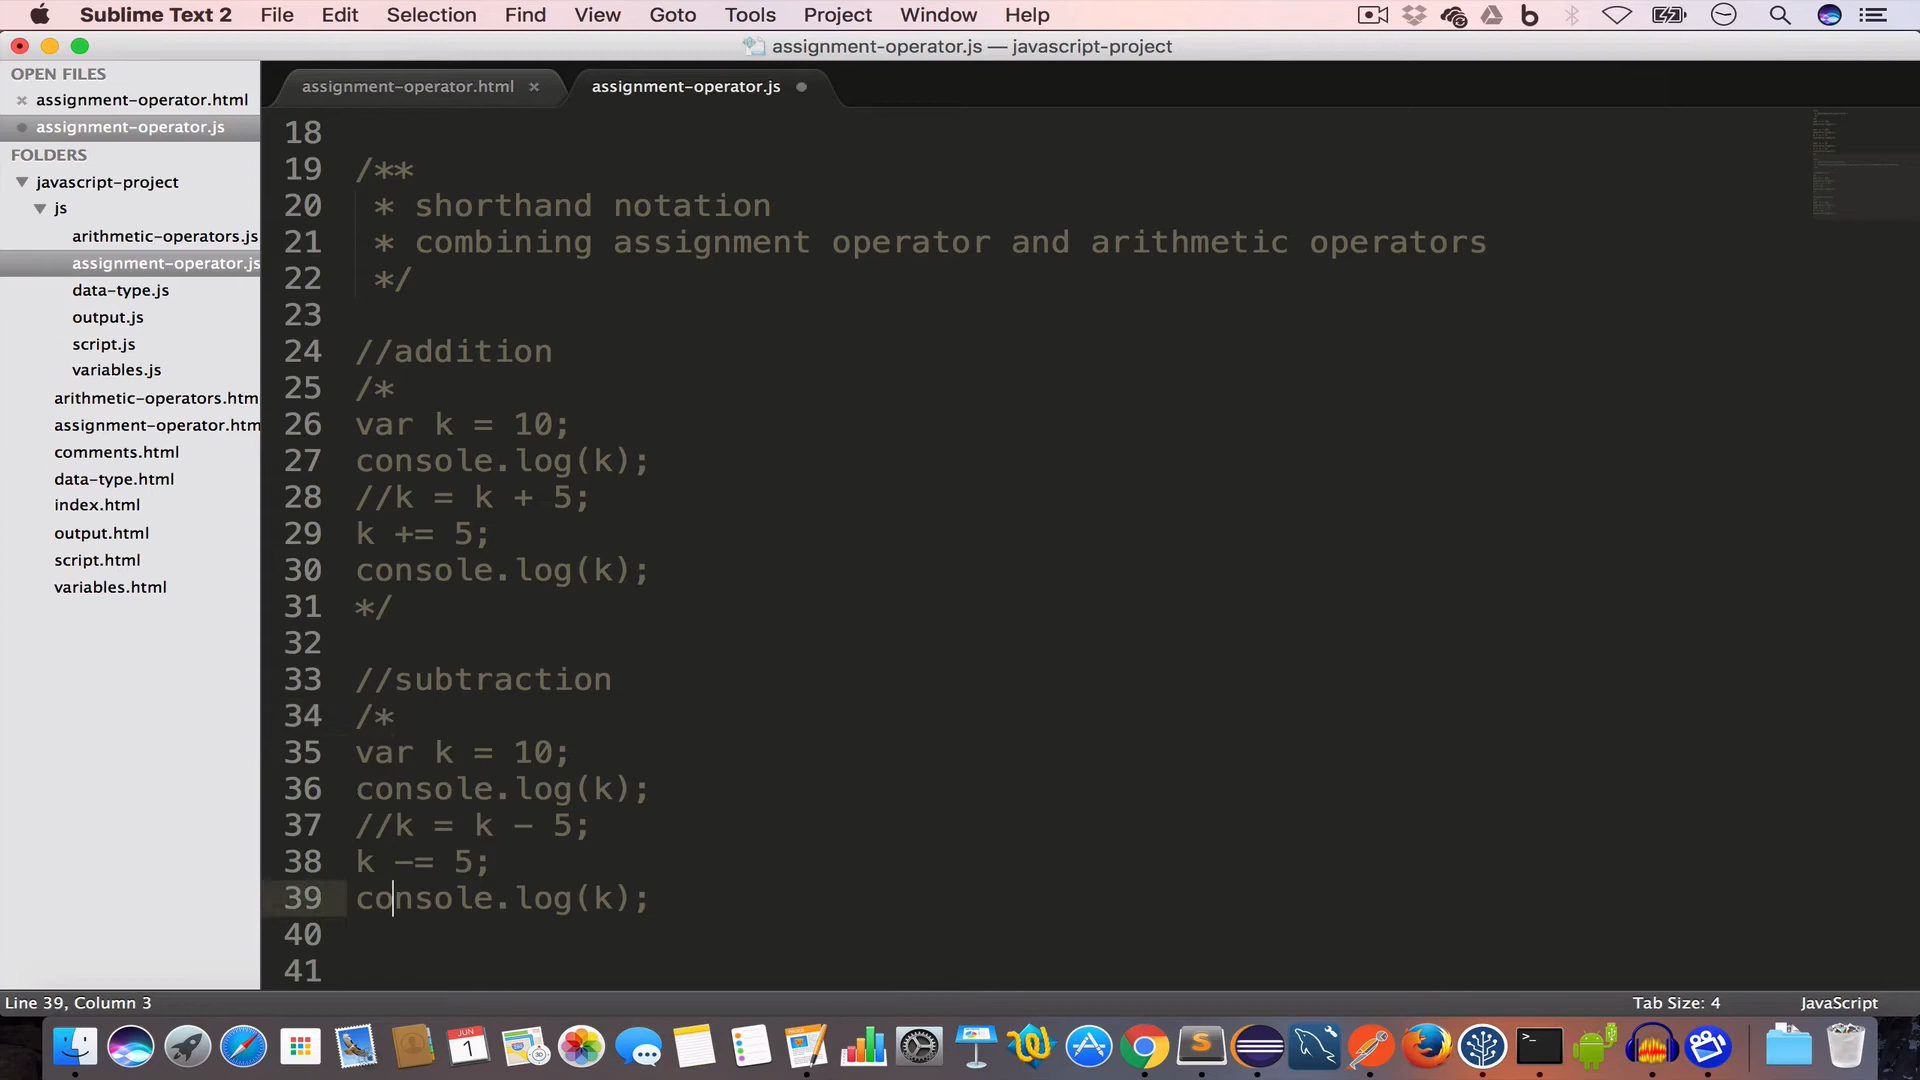 Sublime Text 2 File Edit Selection Find View Goto Tools Project Window Help
assignment-operator.js — javascript-project
OPEN FILES
assignment-operator.html
assignment-operator.js
FOLDERS
javascript-project
js
arithmetic-operators.js
assignment-operator.js
data-type.js
output.js
script.js
variables.js
arithmetic-operators.htm
assignment-operator.htm
comments.html
data-type.html
index.html
output.html
script.html
variables.html
assignment-operator.html
assignment-operator.js
18
19 /**
20 * shorthand notation
21 * combining assignment operator and arithmetic operators
22 */
23
24 //addition
25 /*
26 var k = 10;
27 console.log(k);
28 //k = k + 5;
29 k += 5;
30 console.log(k);
31 */
32
33 //subtraction
34 /*
35 var k = 10;
36 console.log(k);
37 //k = k - 5;
38 k -= 5;
39 console.log(k);
40
41
Line 39, Column 3
Tab Size: 4
JavaScript
JUN
1